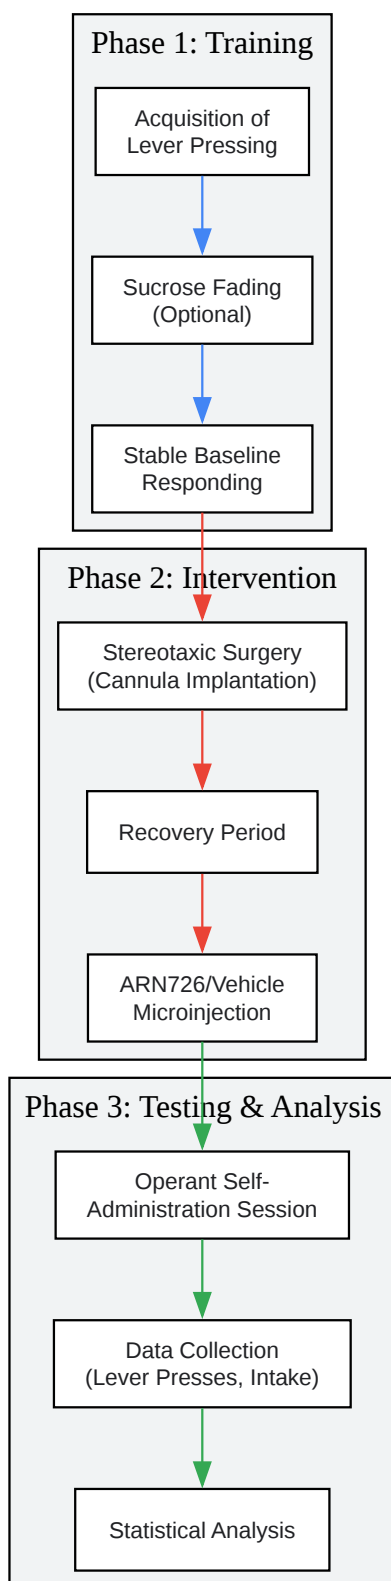 Phase 1: Training
Acquisition of
Lever Pressing
Sucrose Fading
(Optional)
Stable Baseline
Responding
Phase 2: Intervention
Stereotaxic Surgery
(Cannula Implantation)
Recovery Period
ARN726/Vehicle
Microinjection
Phase 3: Testing & Analysis
Operant Self-
Administration Session
Data Collection
(Lever Presses, Intake)
Statistical Analysis